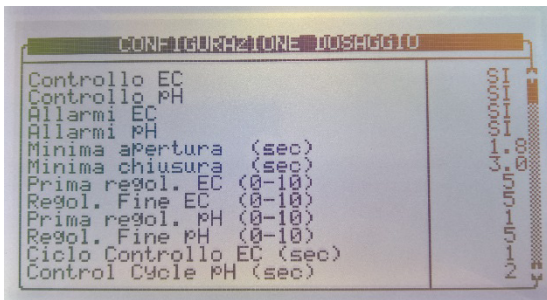 CONFIGURAZIONE DOSAGGIO
Controllo EC SI
Controllo pH SI
Allarmi EC SI
Allarmi pH SI
Minima apertura (sec) 1.8
Minima chiusura (sec) 3.0
Prima regol. EC (0-10) 5
Regol. Fine EC (0-10) 5
Prima regol. pH (0-10) 1
Regol. Fine pH (0-10) 5
Ciclo Controllo EC (sec) 1
Control Cycle pH (sec) 2